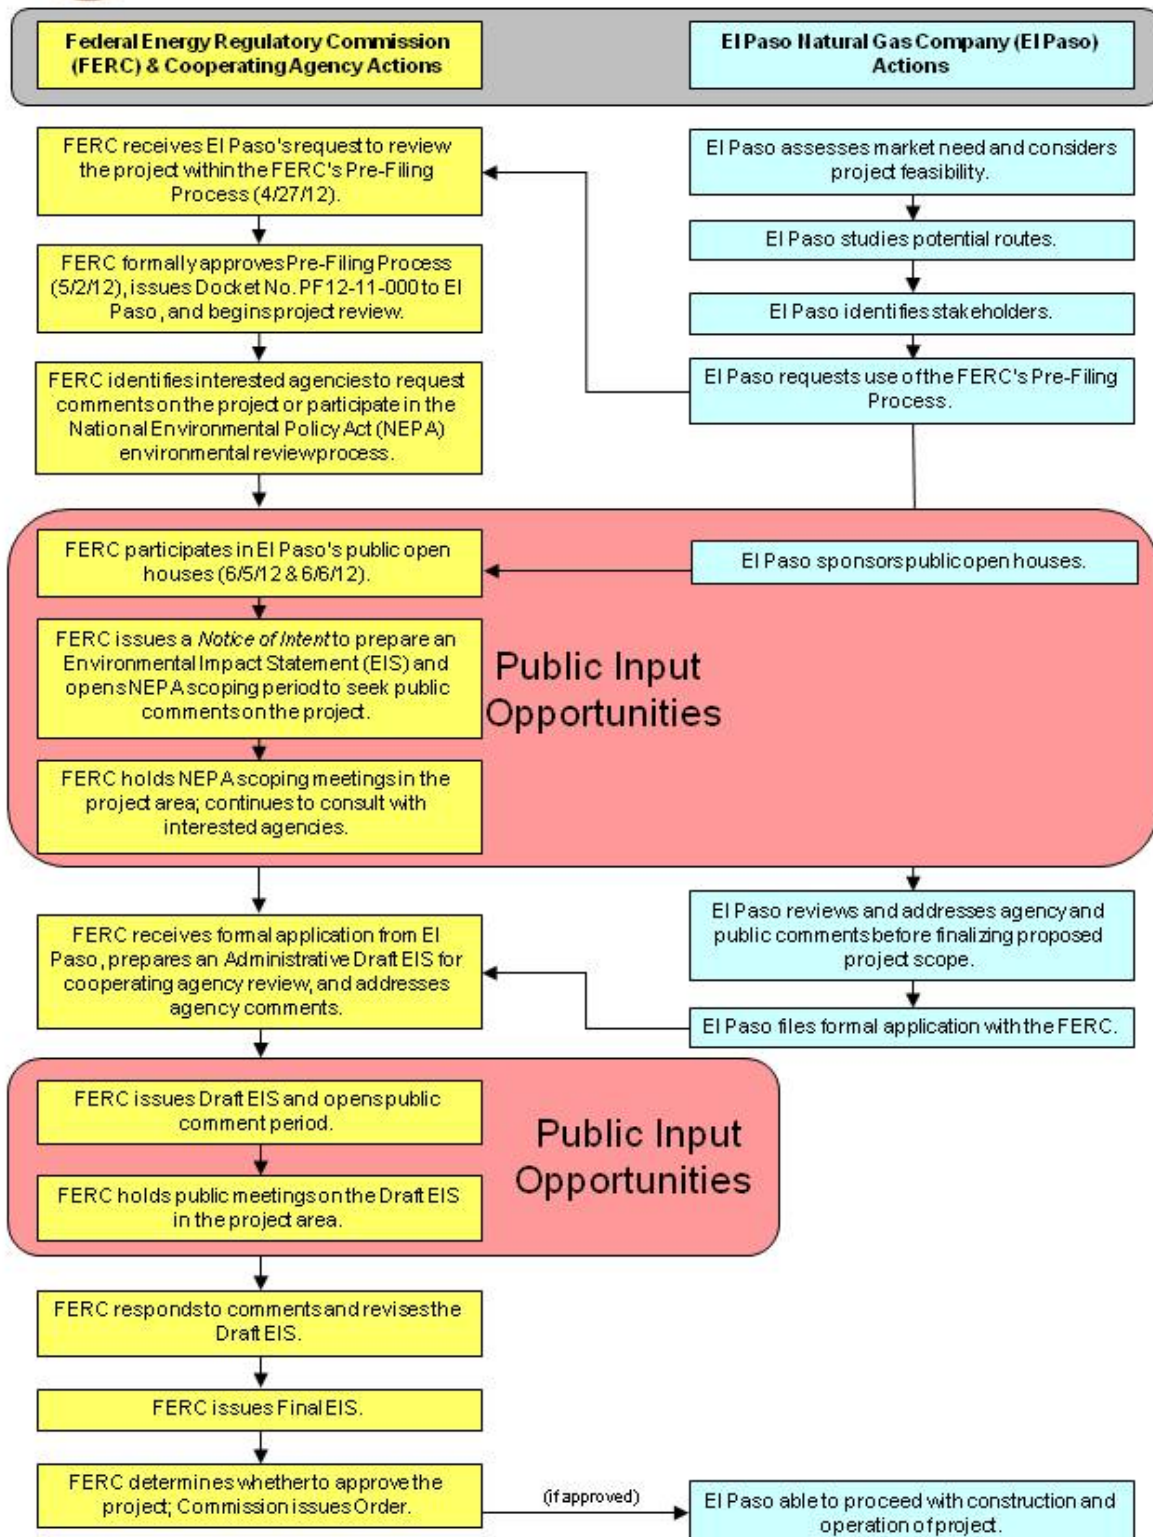 Federal Energy Regulatory Commission
(FERC) & Cooperating Agency Actions
El Paso Natural Gas Company (El Paso)
Actions
FERC receives El Paso's request to review
the project within the FERC's Pre-Filing
Process (4/27/12).
El Paso assesses market need and considers
project feasibility.
El Paso studies potential routes.
FERC formally approves Pre-Filing Process
(5/2/12), issues Docket No. PF12-11-000 to El
Paso, and begins project review.
El Paso identifies stakeholders.
FERC identifies interested agencies to request
comments on the project or participate in the
National Environmental Policy Act (NEPA)
environmental review process.
El Paso requests use of the FERC's Pre-Filing
Process.
FERC participates in El Paso's public open
houses (6/5/12 & 6/6/12).
El Paso sponsors public open houses.
FERC issues a Notice of Intent to prepare an
Environmental Impact Statement (EIS) and
opens NEPA scoping period to seek public
comments on the project.
Public Input
Opportunities
FERC holds NEPA scoping meetings in the
project area; continues to consult with
interested agencies.
El Paso reviews and addresses agency and
public comments before finalizing proposed
project scope.
FERC receives formal application from El
Paso, prepares an Administrative Draft EIS for
cooperating agency review, and addresses
agency comments.
El Paso files formal application with the FERC.
FERC issues Draft EIS and opens public
comment period.
Public Input
Opportunities
FERC holds public meetings on the Draft EIS
in the project area.
FERC responds to comments and revises the
Draft EIS.
FERC issues Final EIS.
FERC determines whether to approve the
project; Commission issues Order.
(if approved)
El Paso able to proceed with construction and
operation of project.